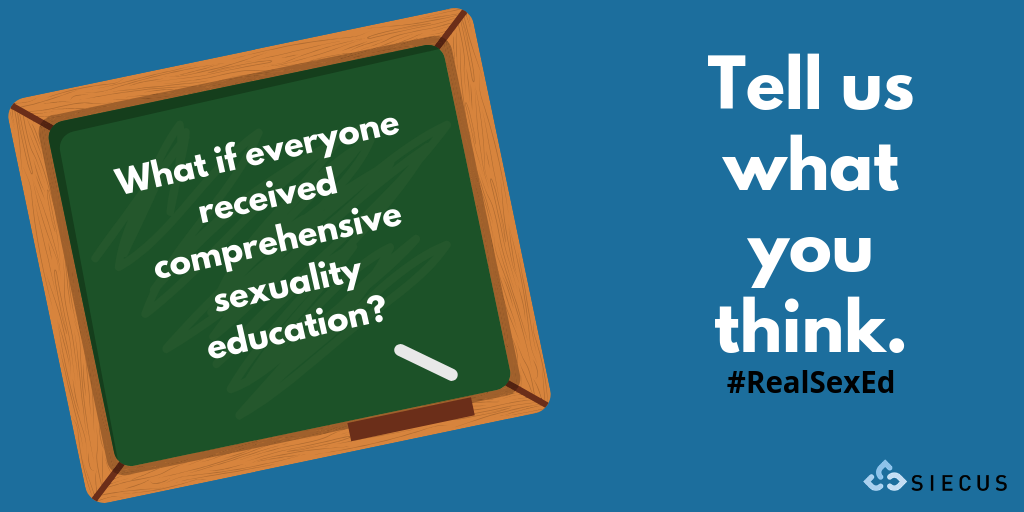 What if everyone
received
comprehensive
sexuality
education?
Tell us
what
you
think.
#RealSexEd
SIECUS